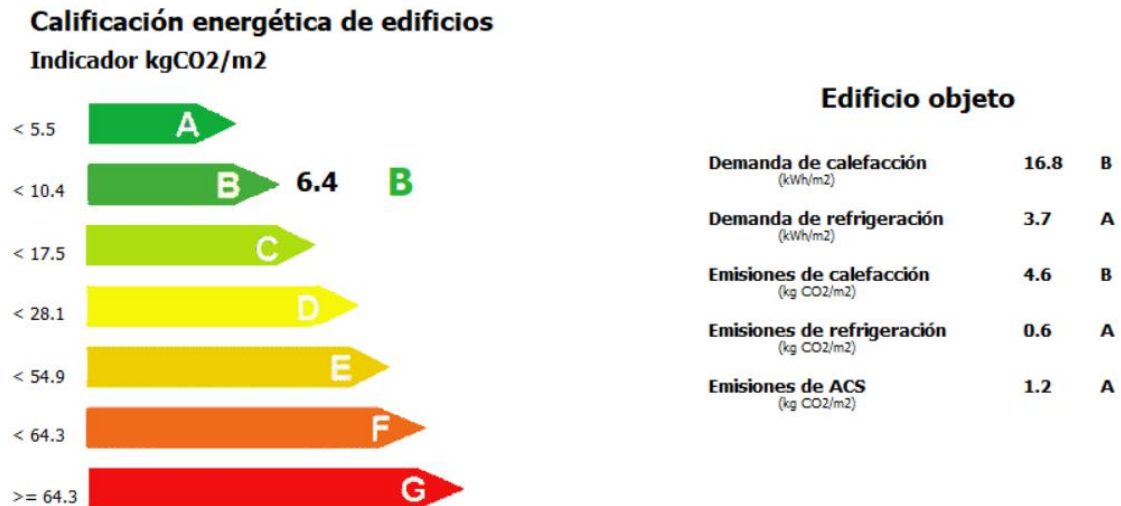 Calificación energética de edificios
Indicador kgCO2/m2
< 5.5 A
< 10.4 B 6.4 B
< 17.5 C
< 28.1 D
< 54.9 E
< 64.3 F
>= 64.3 G
Edificio objeto
Demanda de calefacción 16.8 B
(kWh/m2)
Demanda de refrigeración 3.7 A
(kWh/m2)
Emisiones de calefacción 4.6 B
(kg CO2/m2)
Emisiones de refrigeración 0.6 A
(kg CO2/m2)
Emisiones de ACS 1.2 A
(kg CO2/m2)